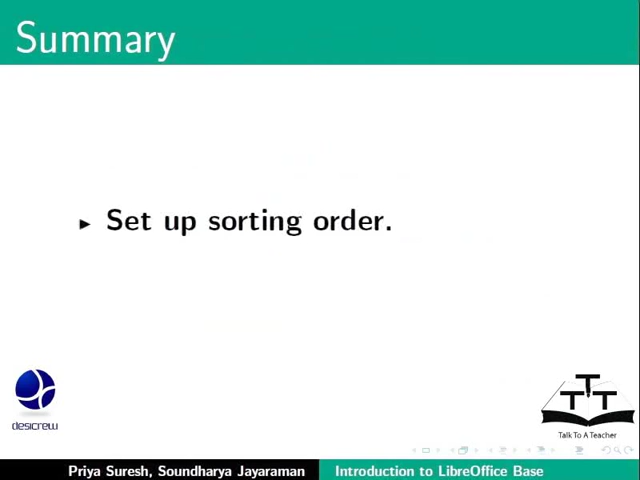 Summary
Set up sorting order.
desicrew
T
T T
Talk To A Teacher
Priya Suresh, Soundharya Jayaraman
Introduction to LibreOffice Base